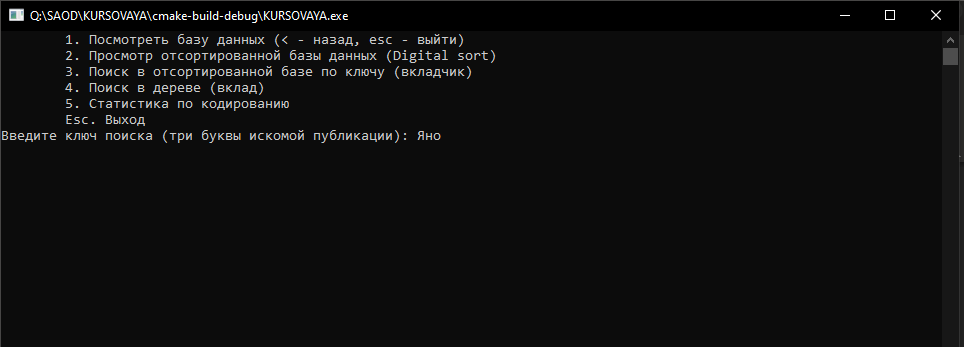 Q:\SAOD\KURSOVAYA\cmake-build-debug\KURSOVAYA.exe
1. Посмотреть базу данных (< - назад, esc - выйти)
2. Просмотр отсортированной базы данных (Digital sort)
3. Поиск в отсортированной базе по ключу (вкладчик)
4. Поиск в дереве (вклад)
5. Статистика по кодированию
Esc. Выход
Введите ключ поиска (три буквы искомой публикации): Яно